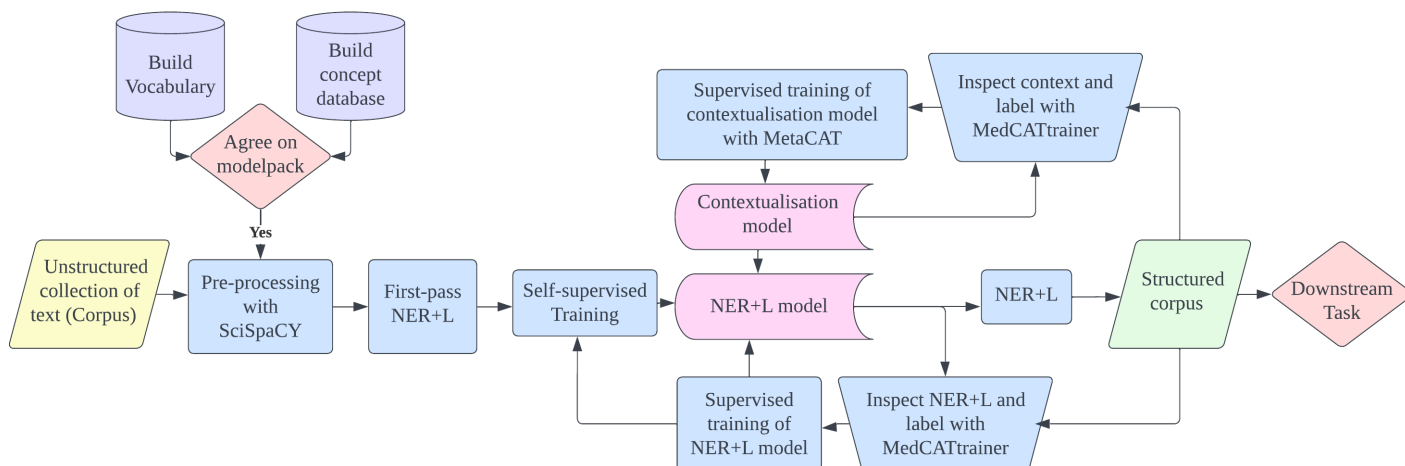 Build
Vocabulary
Build
concept
database
Agree on
modelpack
Yes
Unstructured
collection of
text (Corpus)
Pre-processing
with
SciSpaCY
First-pass
NER+L
Self-supervised
Training
Supervised training of
contextualisation model
with MetaCAT
Inspect context and
label with
MedCATtrainer
Contextualisation
model
NER+L model
NER+L
Structured
corpus
Downstream
Task
Supervised
training of
NER+L model
Inspect NER+L and
label with
MedCATtrainer